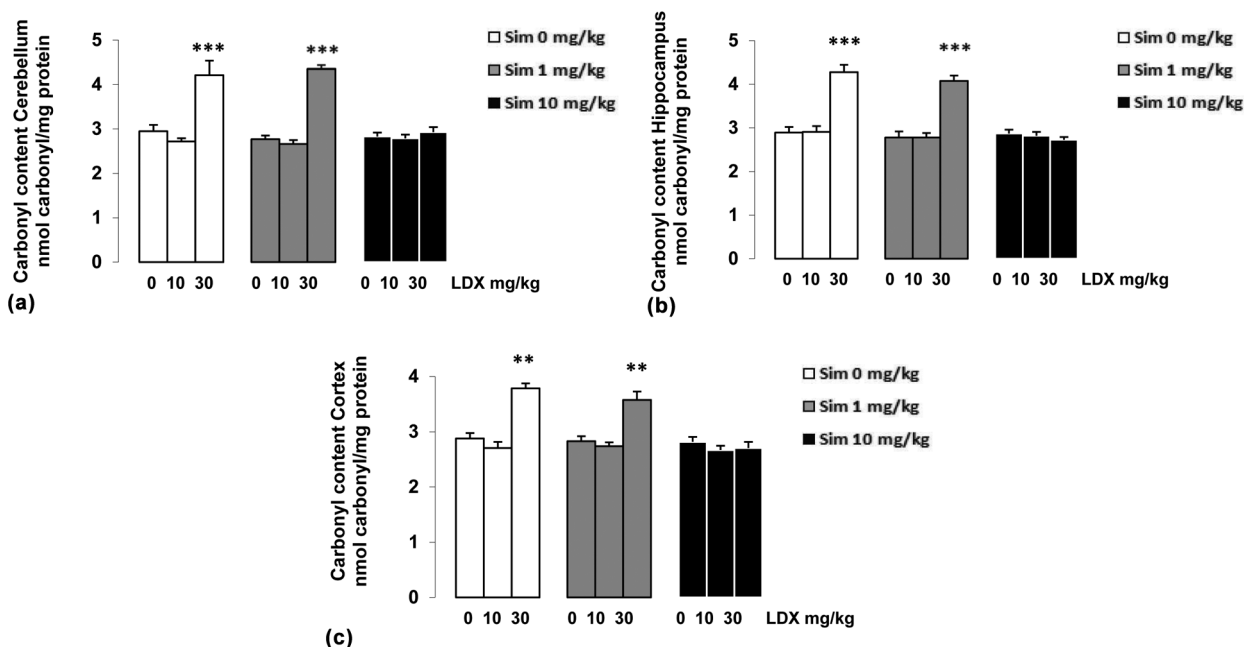 Carbonyl content Cerebellum
nmol carbonyl/mg protein
5
4
3
2
1
0
***
***
0 10 30
0 10 30
0 10 30
LDX mg/kg
Sim 0 mg/kg
Sim 1 mg/kg
Sim 10 mg/kg
(a)
Carbonyl content Hippocampus
nmol carbonyl/mg protein
5
4
3
2
1
0
***
***
0 10 30
0 10 30
0 10 30
LDX mg/kg
Sim 0 mg/kg
Sim 1 mg/kg
Sim 10 mg/kg
(b)
Carbonyl content Cortex
nmol carbonyl/mg protein
4
3
2
1
0
**
**
0 10 30
0 10 30
0 10 30
LDX mg/kg
Sim 0 mg/kg
Sim 1 mg/kg
Sim 10 mg/kg
(c)